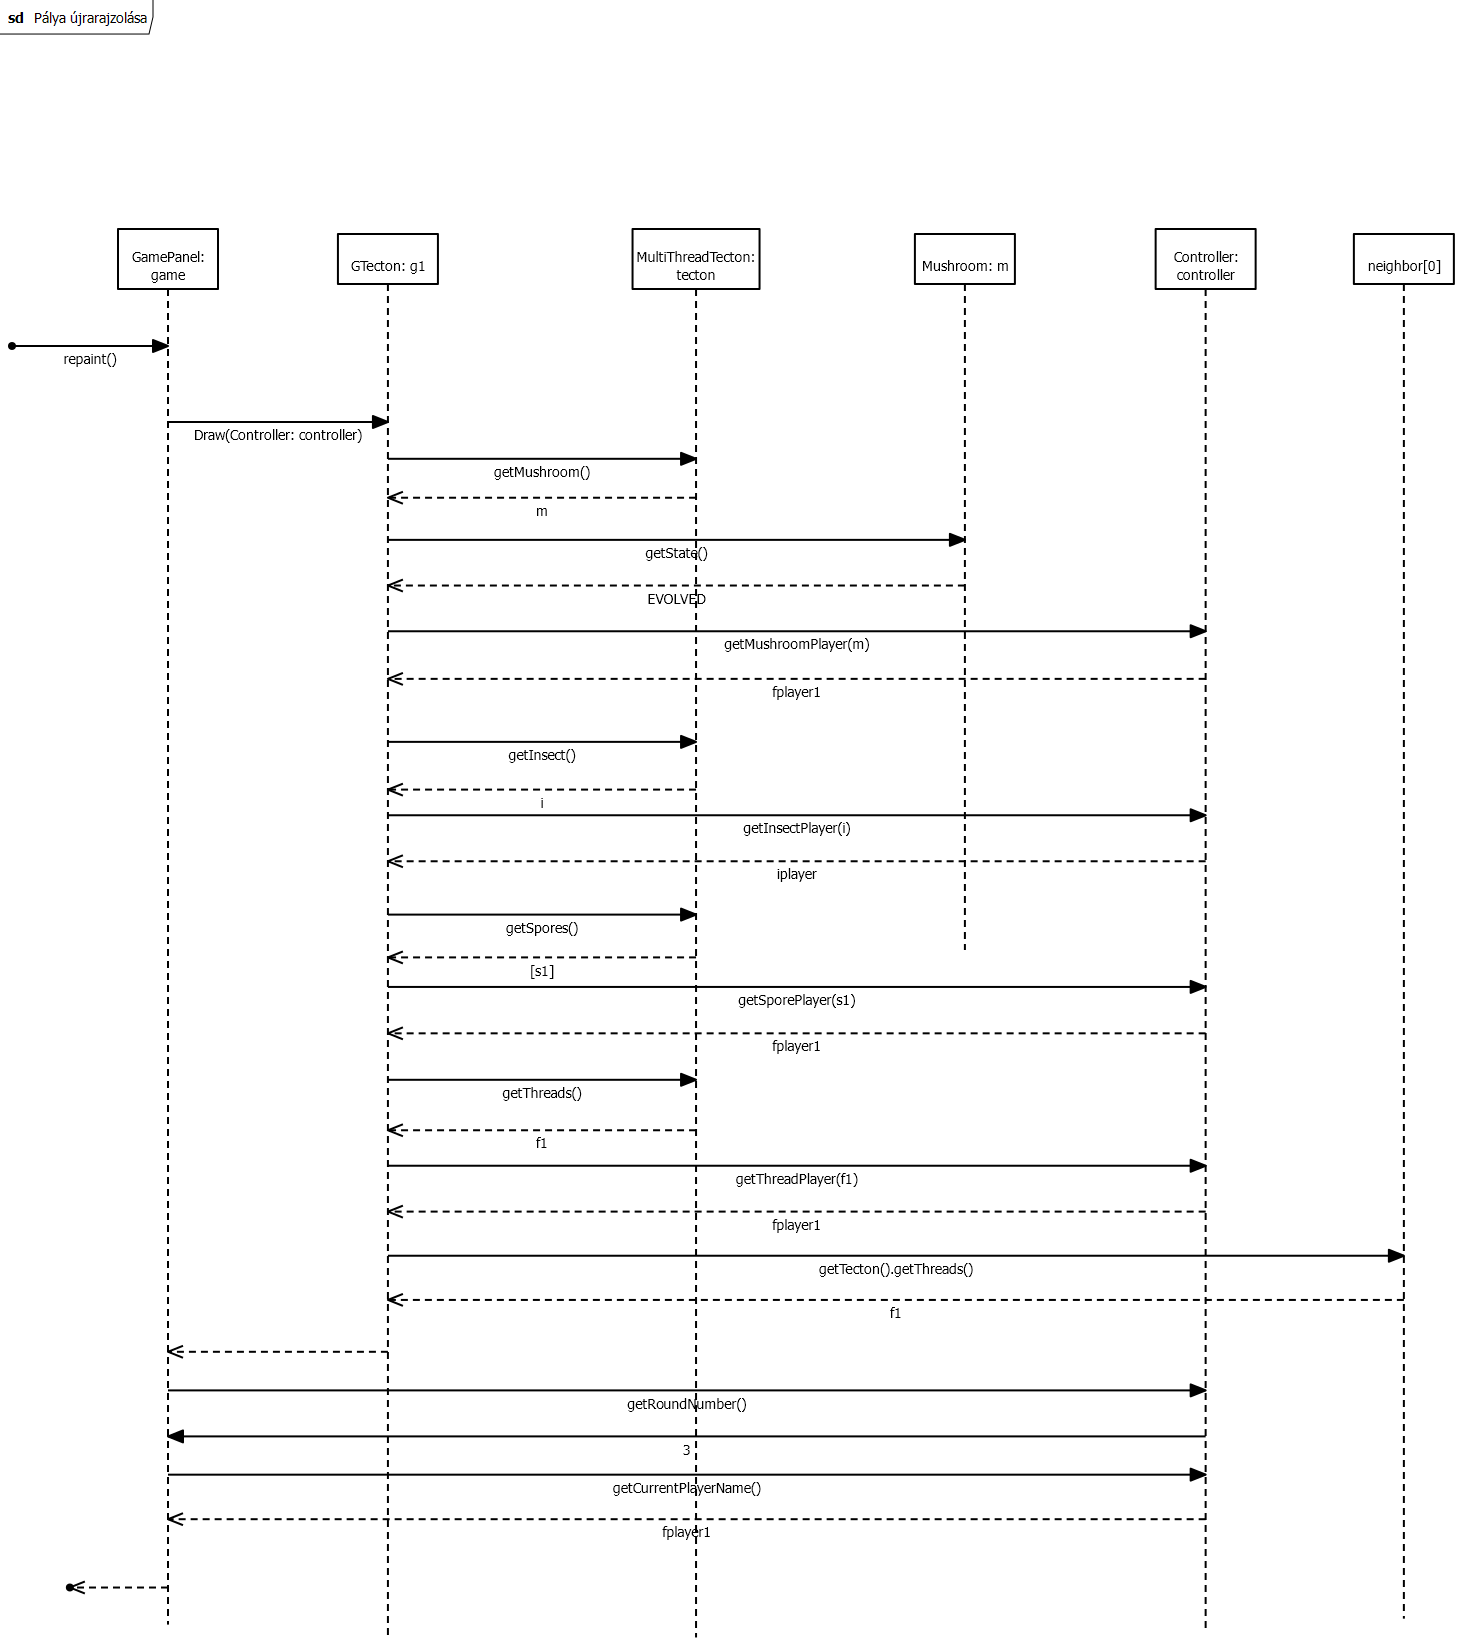 sd Pálya újrarajzolása
GamePanel:
game
GTecton: g1
MultiThreadTecton:
tecton
Mushroom: m
Controller:
controller
neighbor[0]
repaint()
Draw(Controller: controller)
getMushroom()
m
getState()
EVOLVED
getMushroomPlayer(m)
fplayer1
getInsect()
i
getInsectPlayer(i)
iplayer
getSpores()
[s1]
getSporePlayer(s1)
fplayer1
getThreads()
f1
getThreadPlayer(f1)
fplayer1
getTecton().getThreads()
f1
getRoundNumber()
3
getCurrentPlayerName()
fplayer1